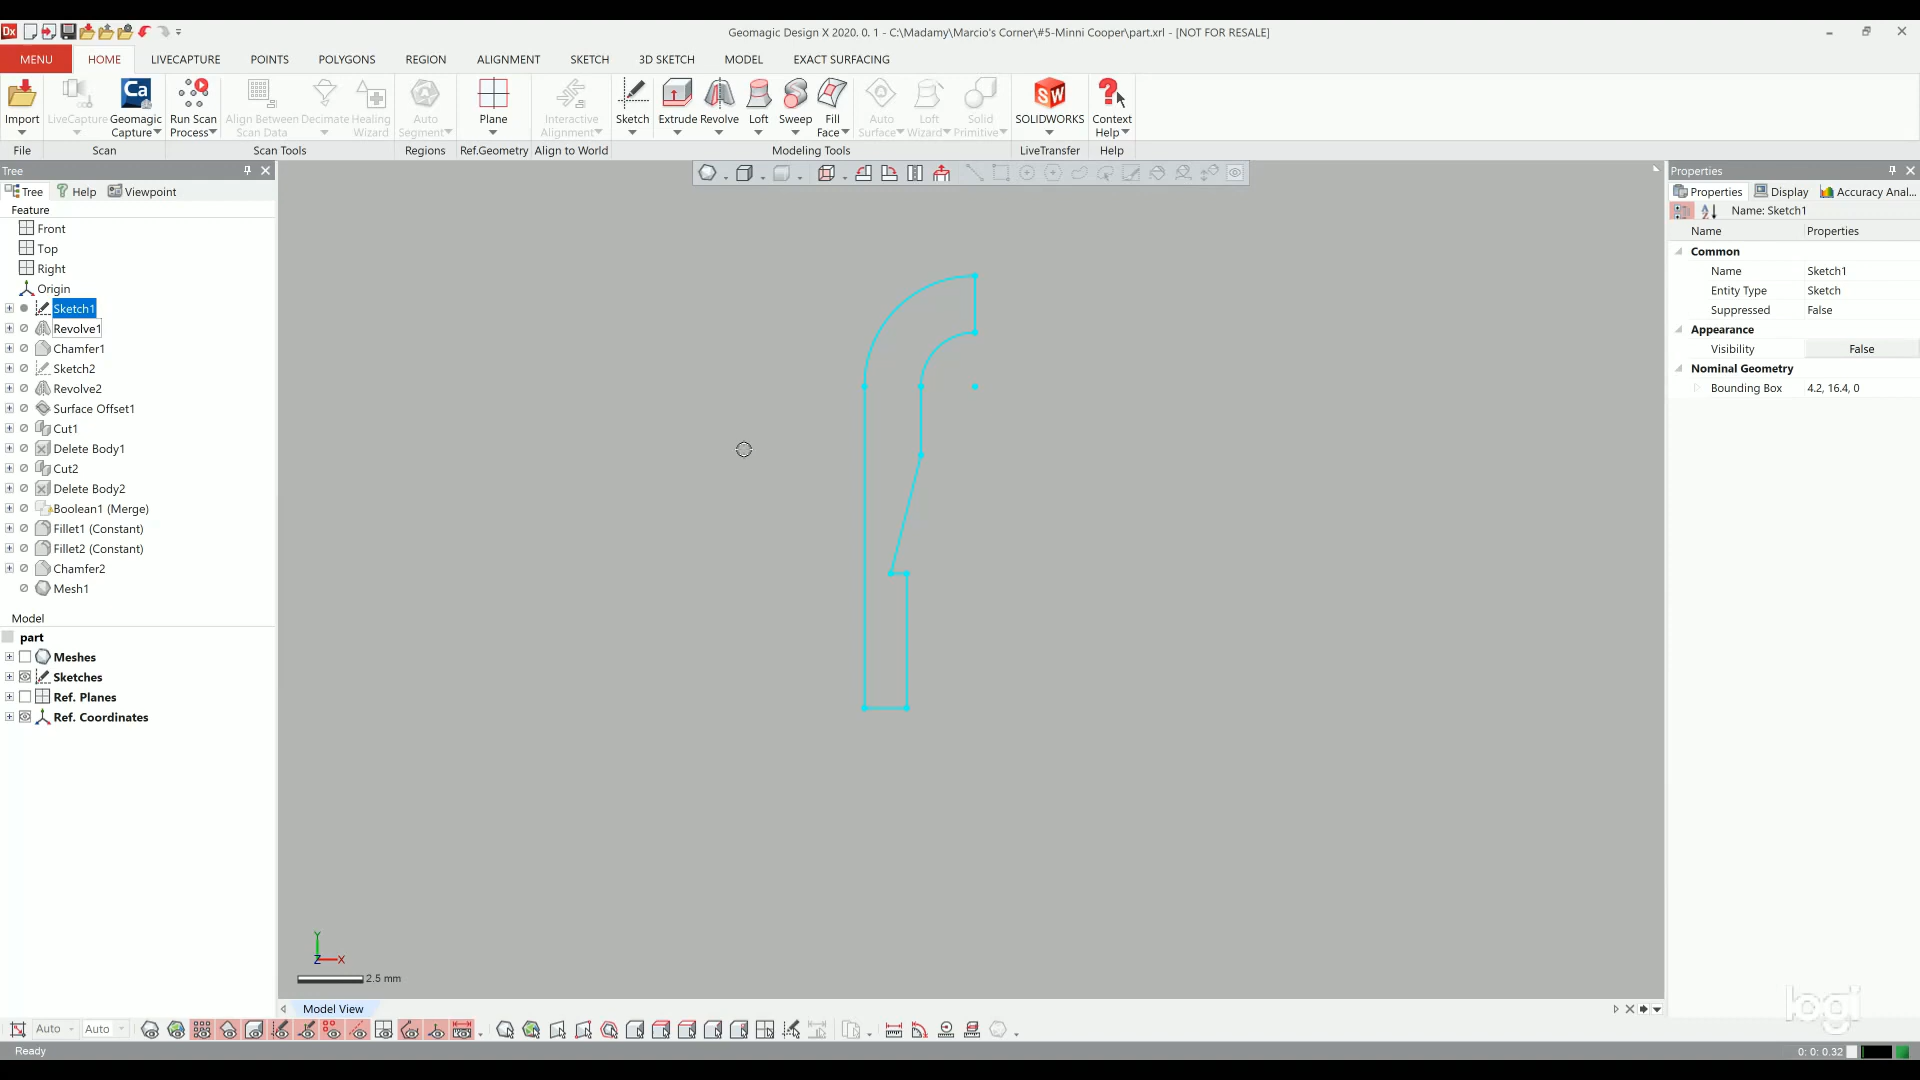 Dx
Geomagic Design X 2020. 0. 1 - C:\Madamy\Marcio's Corner\#5-Minni Cooper\part.xrl - [NOT FOR RESALE]
MENU HOME LIVECAPTURE POINTS POLYGONS REGION ALIGNMENT SKETCH 3D SKETCH MODEL EXACT SURFACING
Import
LiveCapture
Ca
Geomagic Capture
Run Scan Process
Align Between Scan Data
Decimate
Healing Wizard
Auto Segment
Plane
Interactive Alignment
Sketch
Extrude
Revolve
Loft
Sweep
Fill Face
Auto Surface
Loft Wizard
Solid Primitive
SW
SOLIDWORKS
Context Help
File Scan Scan Tools Regions Ref.Geometry Align to World Modeling Tools LiveTransfer Help
Tree
Tree Help Viewpoint
Feature
Front
Top
Right
Origin
Sketch1
Revolve1
Chamfer1
Sketch2
Revolve2
Surface Offset1
Cut1
Delete Body1
Cut2
Delete Body2
Boolean1 (Merge)
Fillet1 (Constant)
Fillet2 (Constant)
Chamfer2
Mesh1
Model
part
Meshes
Sketches
Ref. Planes
Ref. Coordinates
Y
Z
X
2.5 mm
Model View
Properties
Properties Display Accuracy Anal...
Name: Sketch1
Name Properties
Common
Name Sketch1
Entity Type Sketch
Suppressed False
Appearance
Visibility False
Nominal Geometry
Bounding Box 4.2, 16.4, 0
logi
Auto Auto
Ready
0: 0: 0.32